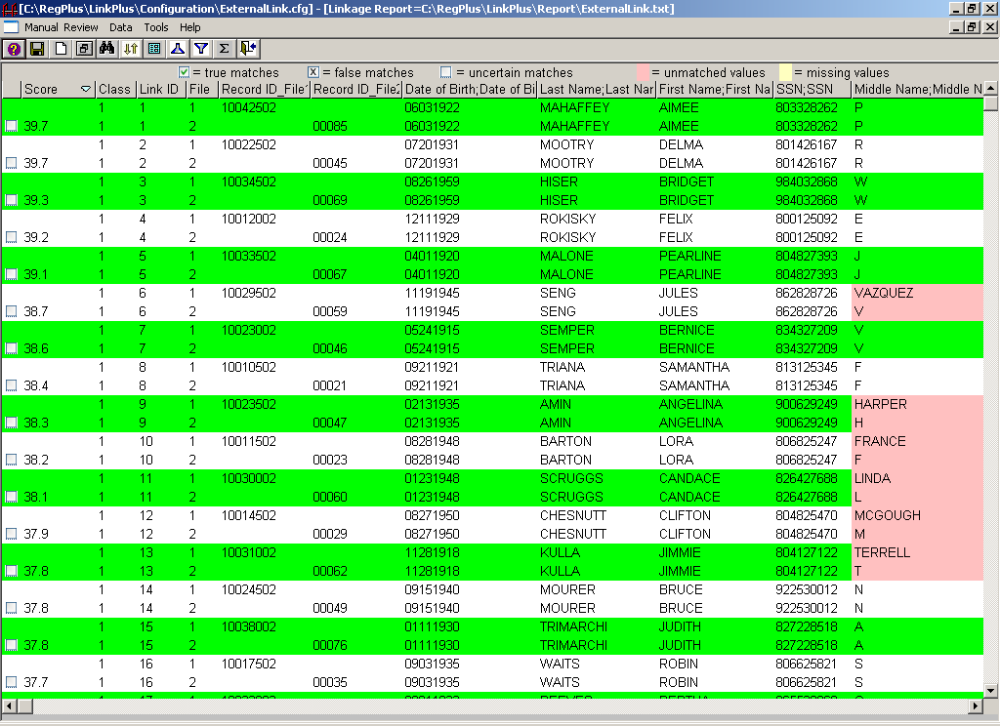 [C:\RegPlus\LinkPlus\Configuration\ExternalLink.cfg] - [Linkage Report=C:\RegPlus\LinkPlus\Report\ExternalLink.txt]
Manual Review Data Tools Help
= true matches = false matches = uncertain matches = unmatched values = missing values
Score Class Link ID File Record ID_File1 Record ID_File2 Date of Birth;Date of Bi Last Name;Last Nar First Name;First Na SSN;SSN Middle Name;Middle N
1 1 1 10042502 06031922 MAHAFFEY AIMEE 803328262 P
39.7 1 1 2 00085 06031922 MAHAFFEY AIMEE 803328262 P
1 2 1 10022502 07201931 MOOTRY DELMA 801426167 R
39.7 1 2 2 00045 07201931 MOOTRY DELMA 801426167 R
1 3 1 10034502 08261959 HISER BRIDGET 984032868 W
39.3 1 3 2 00069 08261959 HISER BRIDGET 984032868 W
1 4 1 10012002 12111929 ROKISKY FELIX 800125092 E
39.2 1 4 2 00024 12111929 ROKISKY FELIX 800125092 E
1 5 1 10033502 04011920 MALONE PEARLINE 804827393 J
39.1 1 5 2 00067 04011920 MALONE PEARLINE 804827393 J
1 6 1 10029502 11191945 SENG JULES 862828726 VAZQUEZ
38.7 1 6 2 00059 11191945 SENG JULES 862828726 V
1 7 1 10023002 05241915 SEMPER BERNICE 834327209 V
38.6 1 7 2 00046 05241915 SEMPER BERNICE 834327209 V
1 8 1 10010502 09211921 TRIANA SAMANTHA 813125345 F
38.4 1 8 2 00021 09211921 TRIANA SAMANTHA 813125345 F
1 9 1 10023502 02131935 AMIN ANGELINA 900629249 HARPER
38.3 1 9 2 00047 02131935 AMIN ANGELINA 900629249 H
1 10 1 10011502 08281948 BARTON LORA 806825247 FRANCE
38.2 1 10 2 00023 08281948 BARTON LORA 806825247 F
1 11 1 10030002 01231948 SCRUGGS CANDACE 826427688 LINDA
38.1 1 11 2 00060 01231948 SCRUGGS CANDACE 826427688 L
1 12 1 10014502 08271950 CHESNUTT CLIFTON 804825470 MCGOUGH
37.9 1 12 2 00029 08271950 CHESNUTT CLIFTON 804825470 M
1 13 1 10031002 11281918 KULLA JIMMIE 804127122 TERRELL
37.8 1 13 2 00062 11281918 KULLA JIMMIE 804127122 T
1 14 1 10024502 09151940 MOURER BRUCE 922530012 N
37.8 1 14 2 00049 09151940 MOURER BRUCE 922530012 N
1 15 1 10038002 01111930 TRIMARCHI JUDITH 827228518 A
37.8 1 15 2 00076 01111930 TRIMARCHI JUDITH 827228518 A
1 16 1 10017502 09031935 WAITS ROBIN 806625821 S
37.7 1 16 2 00035 09031935 WAITS ROBIN 806625821 S